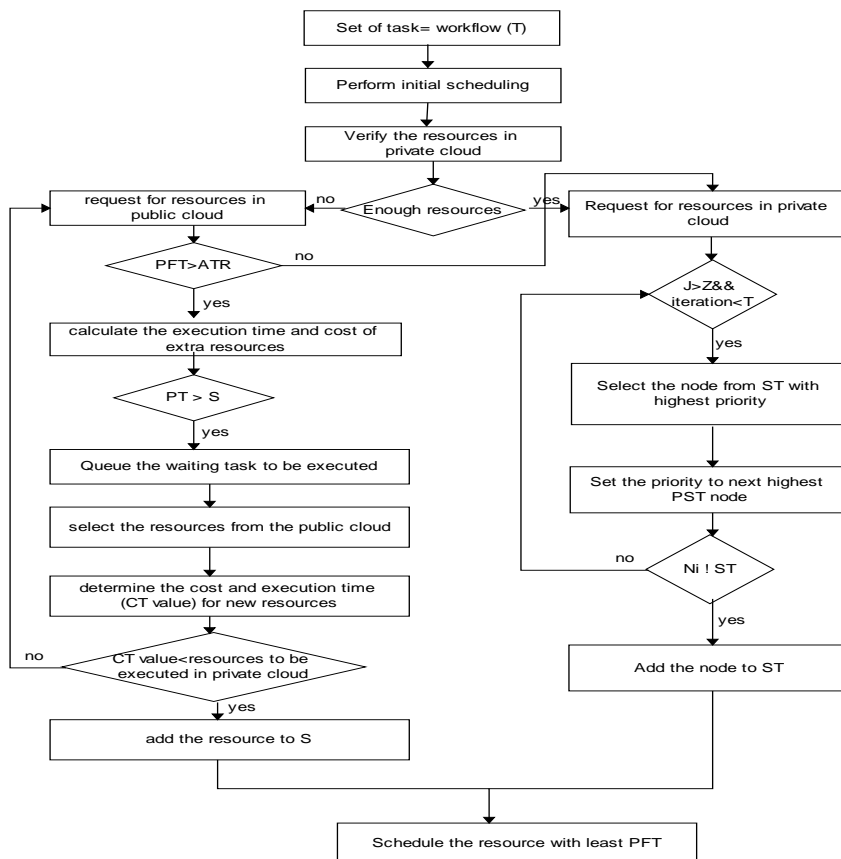 Set of task= workflow (T)
Perform initial scheduling
Verify the resources in
private cloud
request for resources in
public cloud
no
Enough resources
yes
Request for resources in private
cloud
PFT>ATR
no
J>Z&&
iteration<T
yes
yes
calculate the execution time and cost of
extra resources
Select the node from ST with
highest priority
PT > S
yes
Queue the waiting task to be executed
Set the priority to next highest
PST node
select the resources from the public cloud
no
Ni ! ST
determine the cost and execution time
(CT value) for new resources
yes
no
CT value<resources to be
executed in private cloud
Add the node to ST
yes
add the resource to S
Schedule the resource with least PFT